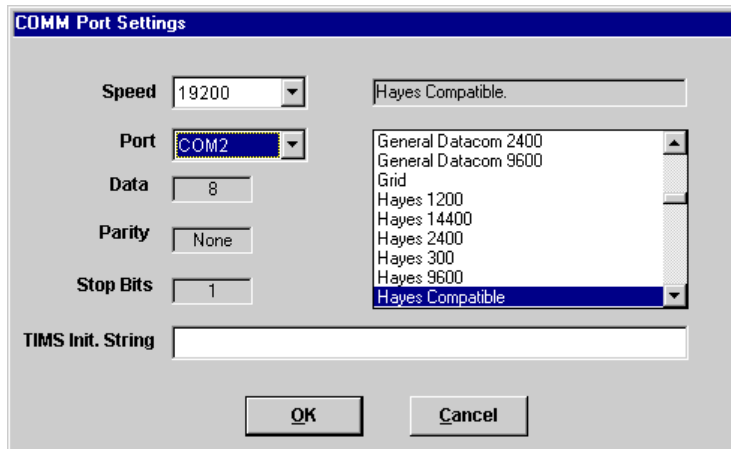 COMM Port Settings
Speed 19200
Hayes Compatible.
Port COM2
Data 8
Parity None
Stop Bits 1
General Datacom 2400
General Datacom 9600
Grid
Hayes 1200
Hayes 14400
Hayes 2400
Hayes 300
Hayes 9600
Hayes Compatible
TIMS Init. String
OK Cancel